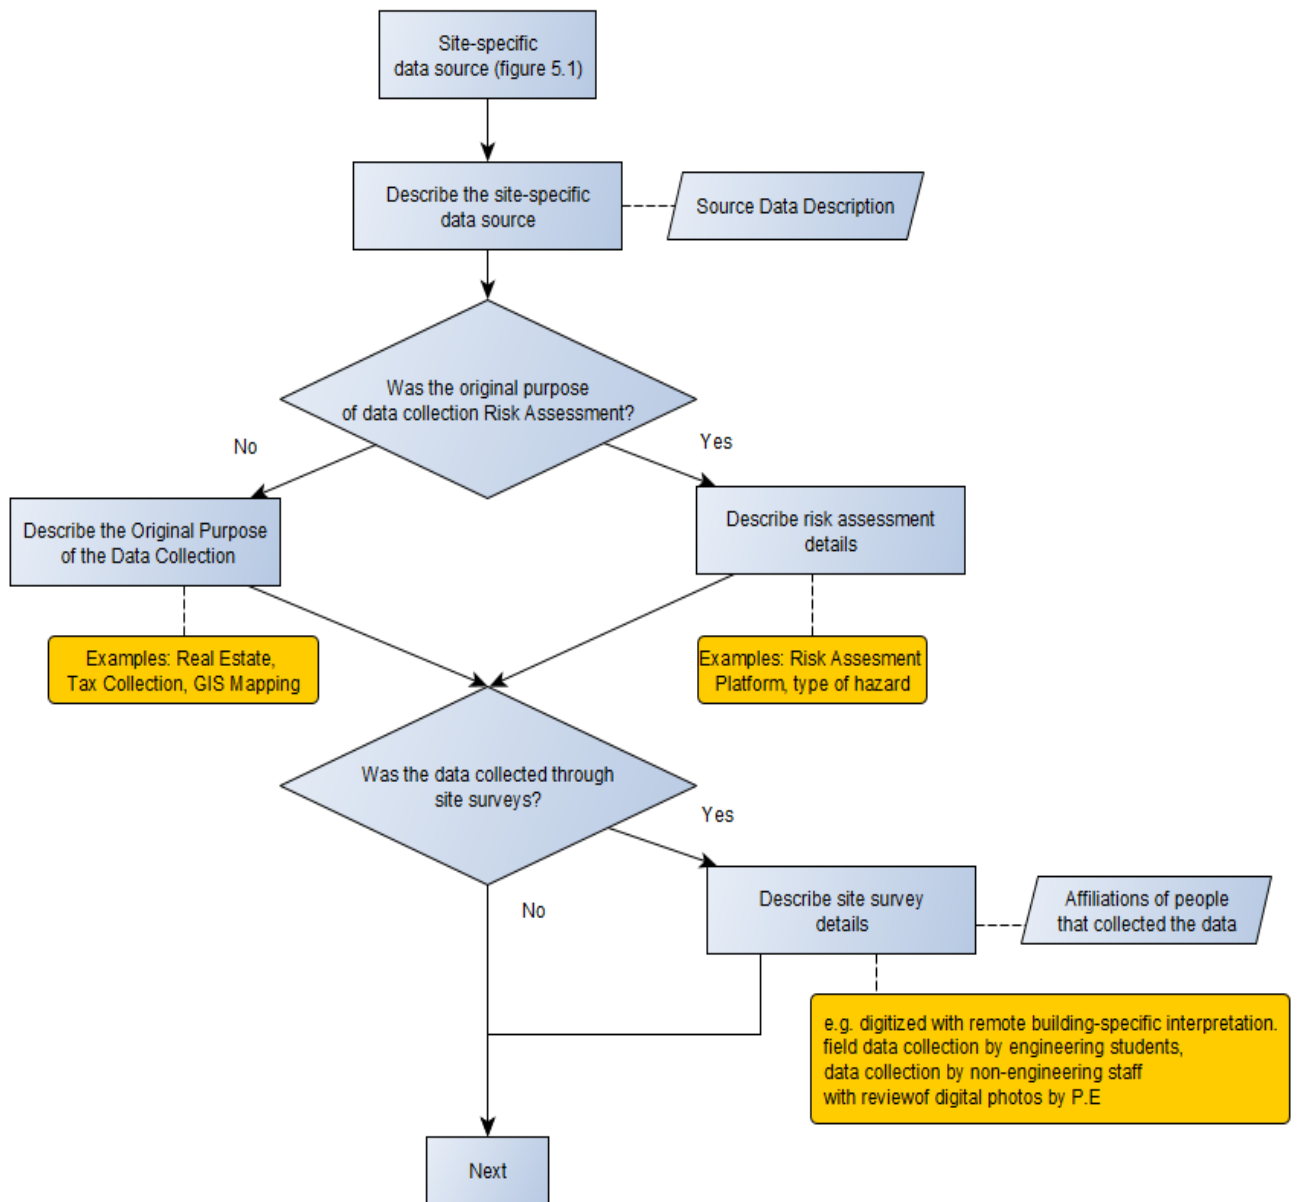 Site-specific
data source (figure 5.1)
Describe the site-specific
data source
Source Data Description
Was the original purpose
of data collection Risk Assessment?
No
Yes
Describe the Original Purpose
of the Data Collection
Describe risk assessment
details
Examples: Real Estate,
Tax Collection, GIS Mapping
Examples: Risk Assesment
Platform, type of hazard
Was the data collected through
site surveys?
Yes
No
Describe site survey
details
Affiliations of people
that collected the data
e.g. digitized with remote building-specific interpretation.
field data collection by engineering students,
data collection by non-engineering staff
with reviewof digital photos by P.E
Next